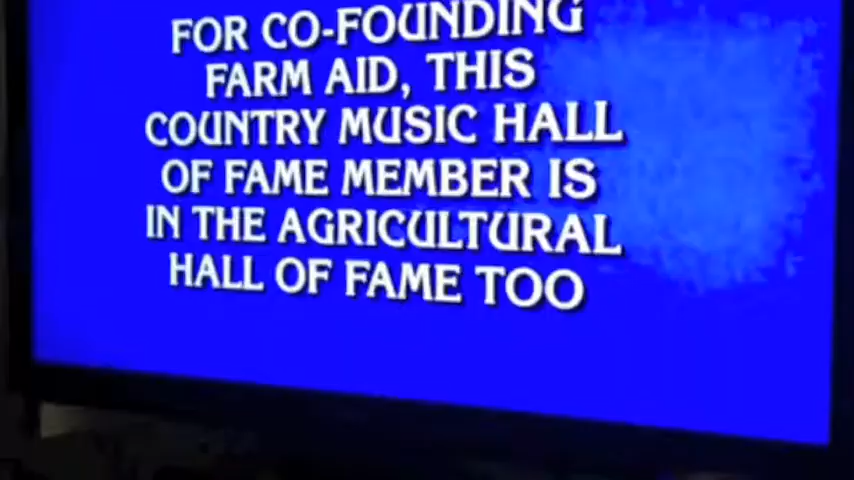 FOR CO-FOUNDING
FARM AID, THIS
COUNTRY MUSIC HALL
OF FAME MEMBER IS
IN THE AGRICULTURAL
HALL OF FAME TOO